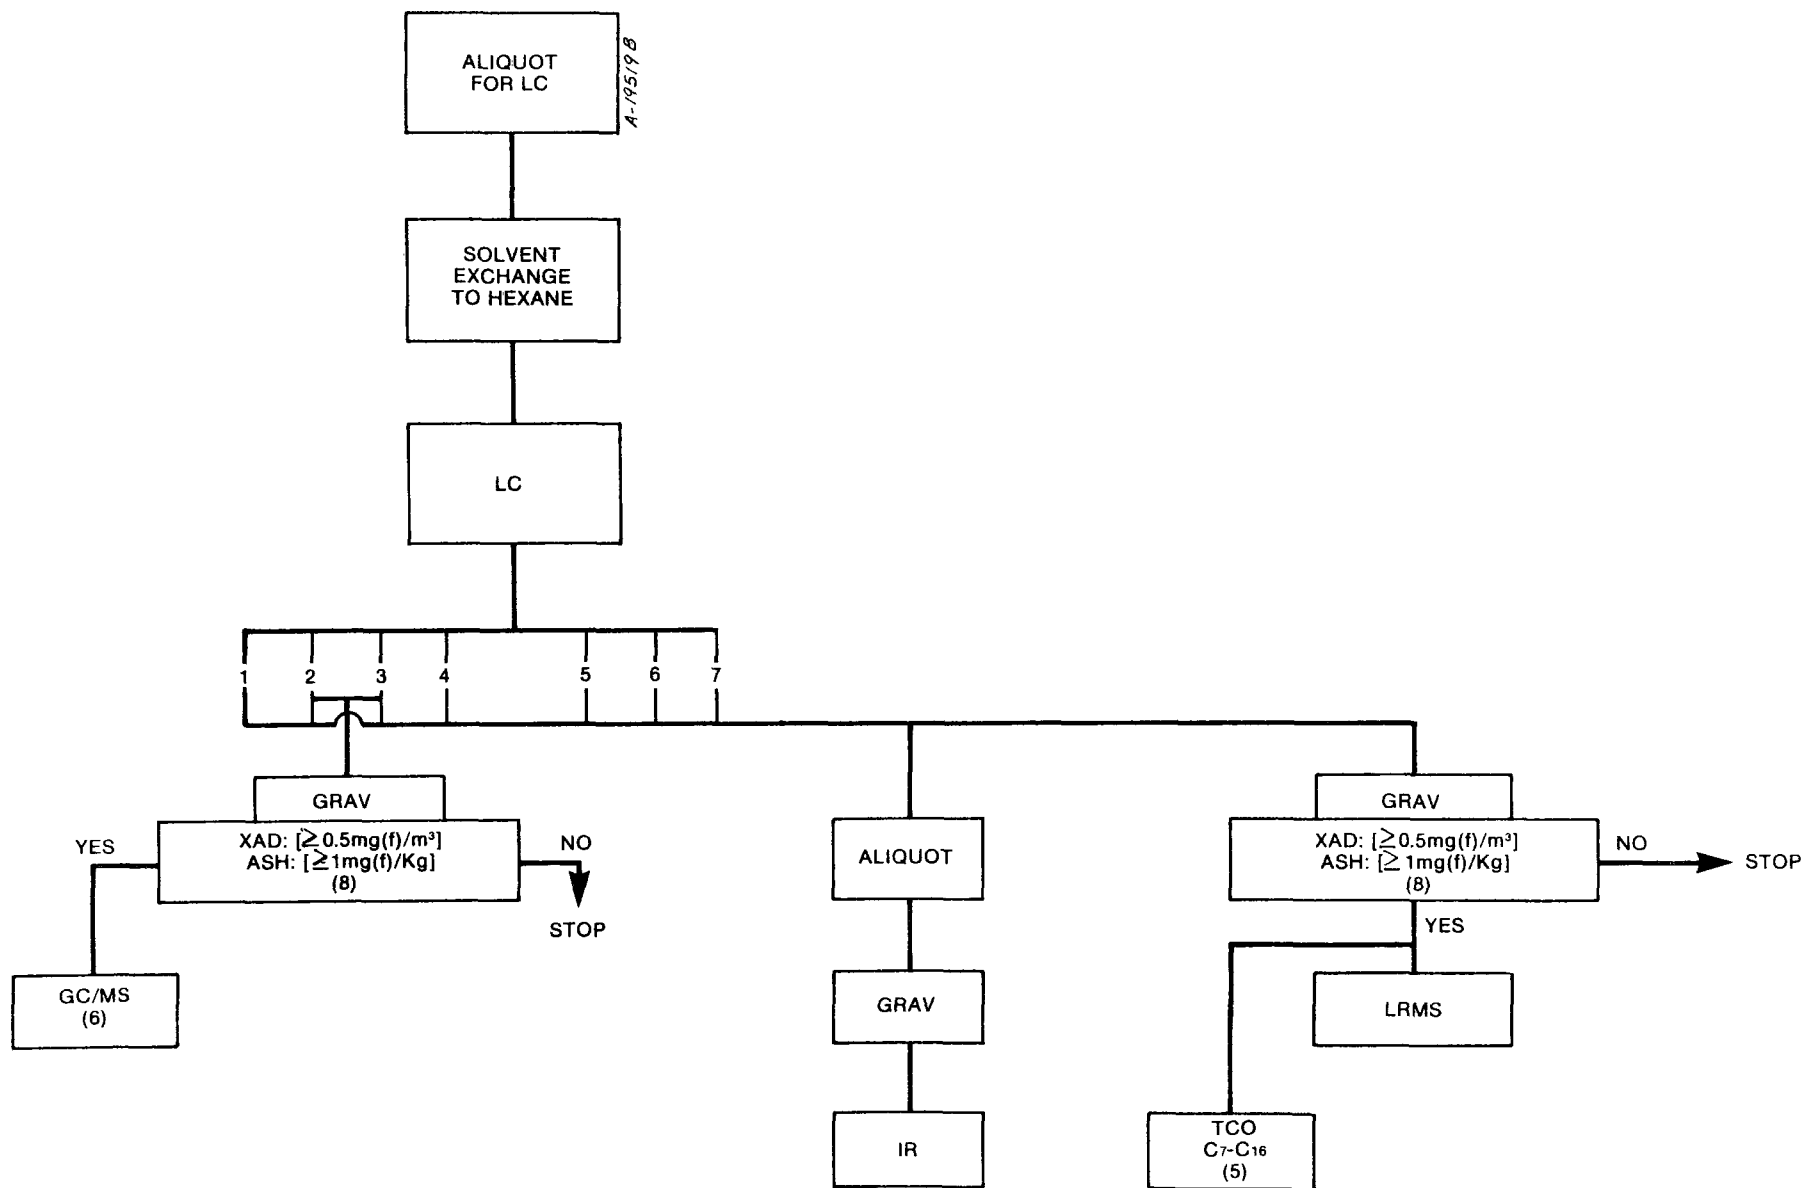 ALIQUOT
FOR LC
A-19519B
SOLVENT
EXCHANGE
TO HEXANE
LC
1 2 3 4 5 6 7
GRAV
XAD: [≥0.5mg(f)/m³]
ASH: [≥1mg(f)/Kg]
(8)
YES
NO
STOP
GC/MS
(6)
ALIQUOT
GRAV
IR
GRAV
XAD: [≥0.5mg(f)/m³]
ASH: [≥1mg(f)/Kg]
(8)
NO
STOP
YES
LRMS
TCO
C₇-C₁₆
(5)